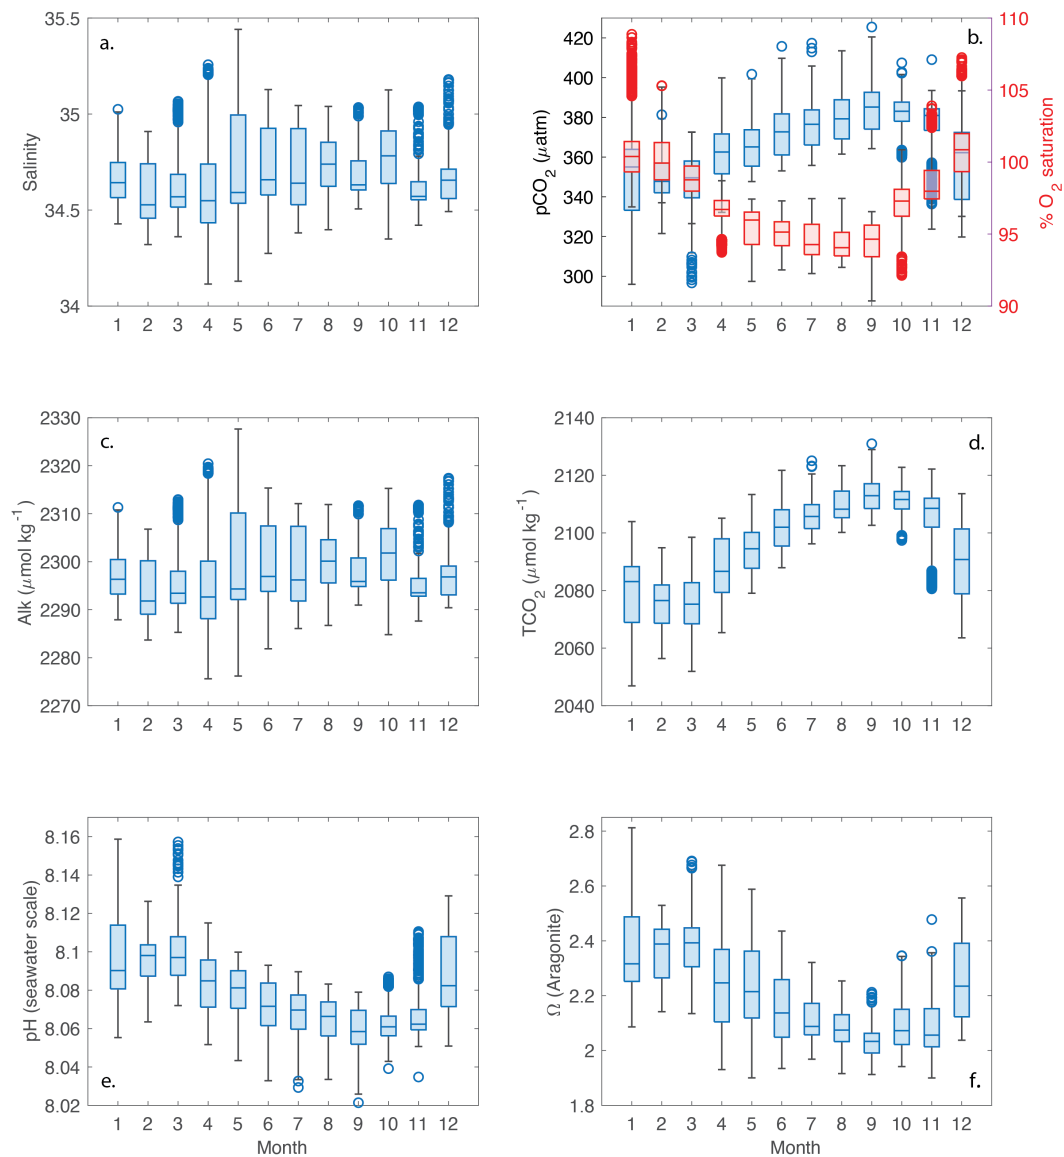 a.
Salinity
35.5
35
34.5
34
1 2 3 4 5 6 7 8 9 10 11 12
b.
pCO2 (μatm)
420
400
380
360
340
320
300
% O2 saturation
110
105
100
95
90
1 2 3 4 5 6 7 8 9 10 11 12
c.
Alk (μmol kg-1)
2330
2320
2310
2300
2290
2280
2270
1 2 3 4 5 6 7 8 9 10 11 12
d.
TCO2 (μmol kg-1)
2140
2120
2100
2080
2060
2040
1 2 3 4 5 6 7 8 9 10 11 12
e.
pH (seawater scale)
8.16
8.14
8.12
8.1
8.08
8.06
8.04
8.02
1 2 3 4 5 6 7 8 9 10 11 12
Month
f.
Ω (Aragonite)
2.8
2.6
2.4
2.2
2
1.8
1 2 3 4 5 6 7 8 9 10 11 12
Month